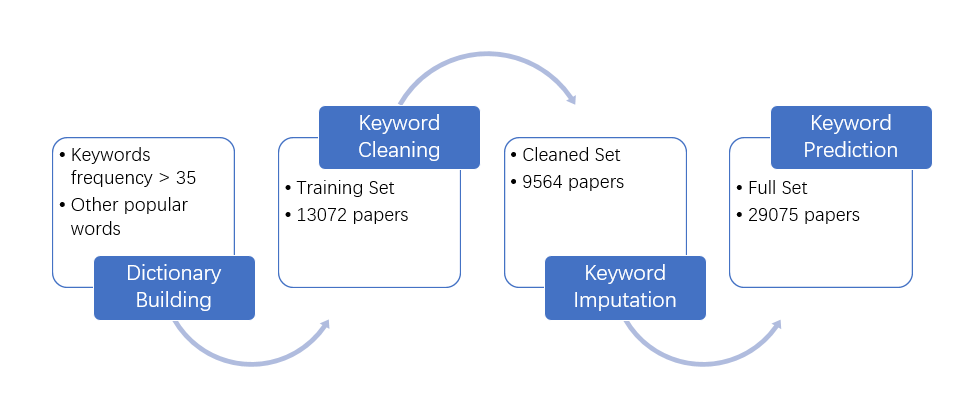 • Keywords
frequency > 35
• Other popular
words
Dictionary
Building
Keyword
Cleaning
• Training Set
• 13072 papers
• Cleaned Set
• 9564 papers
Keyword
Imputation
Keyword
Prediction
• Full Set
• 29075 papers